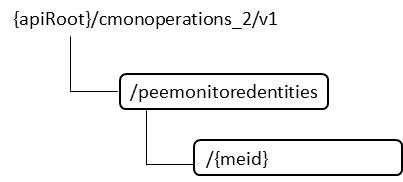 {apiRoot}/cmonoperations_2/v1
/peemonitoredentities
/{meid}